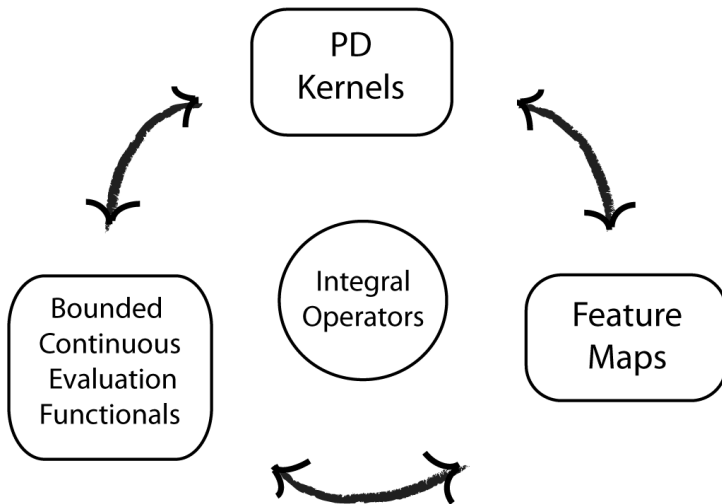 PD
Kernels
Integral
Operators
Bounded
Continuous
Evaluation
Functionals
Feature
Maps